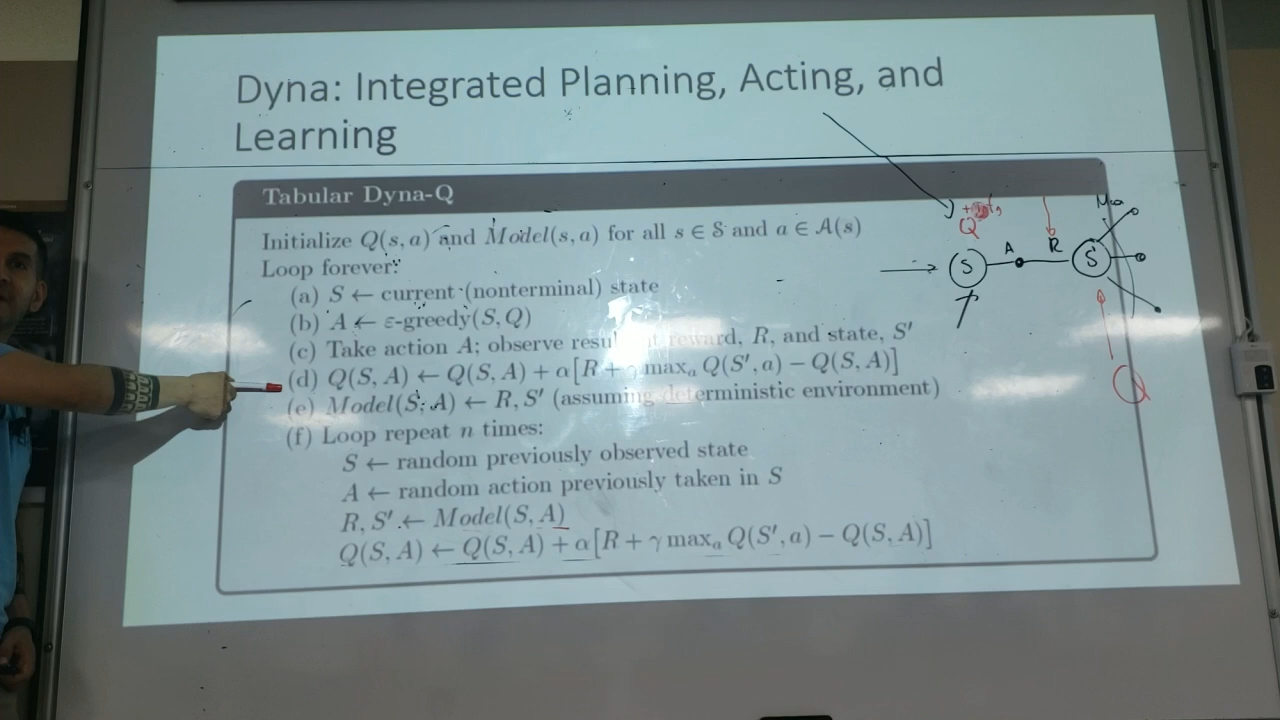 Dyna: Integrated Planning, Acting, and
Learning
Tabular Dyna-Q
Initialize Q(s, a) and Model(s, a) for all s ∈ S and a ∈ A(s)
Loop forever:
(a) S ← current (nonterminal) state
(b) A ← ε-greedy(S, Q)
(c) Take action A; observe resultant reward, R, and state, S′
(d) Q(S, A) ← Q(S, A) + α[R + γ maxₐ Q(S′, a) − Q(S, A)]
(e) Model(S, A) ← R, S′ (assuming deterministic environment)
(f) Loop repeat n times:
S ← random previously observed state
A ← random action previously taken in S
R, S′ ← Model(S, A)
Q(S, A) ← Q(S, A) + α[R + γ maxₐ Q(S′, a) − Q(S, A)]
Q
S A R S'
Q